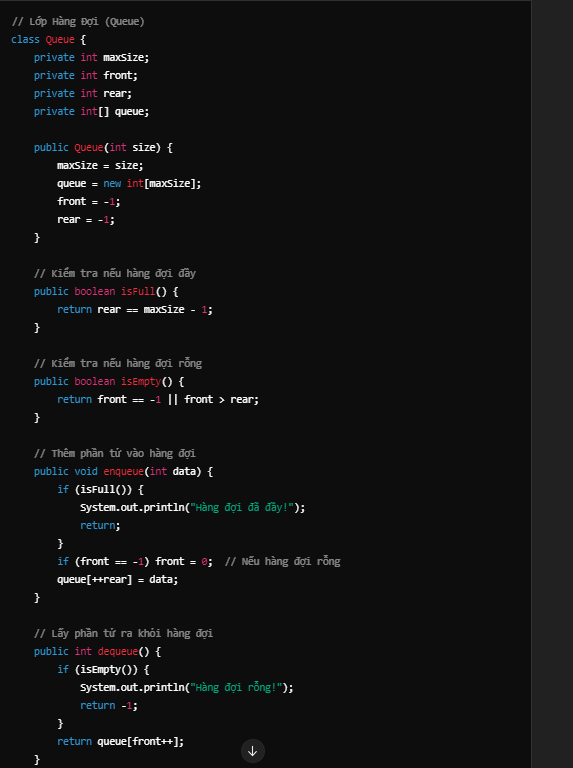 // Lớp Hàng Đợi (Queue)
class Queue {
    private int maxSize;
    private int front;
    private int rear;
    private int[] queue;

    public Queue(int size) {
        maxSize = size;
        queue = new int[maxSize];
        front = -1;
        rear = -1;
    }

    // Kiểm tra nếu hàng đợi đầy
    public boolean isFull() {
        return rear == maxSize - 1;
    }

    // Kiểm tra nếu hàng đợi rỗng
    public boolean isEmpty() {
        return front == -1 || front > rear;
    }

    // Thêm phần tử vào hàng đợi
    public void enqueue(int data) {
        if (isFull()) {
            System.out.println("Hàng đợi đã đầy!");
            return;
        }
        if (front == -1) front = 0;  // Nếu hàng đợi rỗng
        queue[++rear] = data;
    }

    // Lấy phần tử ra khỏi hàng đợi
    public int dequeue() {
        if (isEmpty()) {
            System.out.println("Hàng đợi rỗng!");
            return -1;
        }
        return queue[front++];
    }